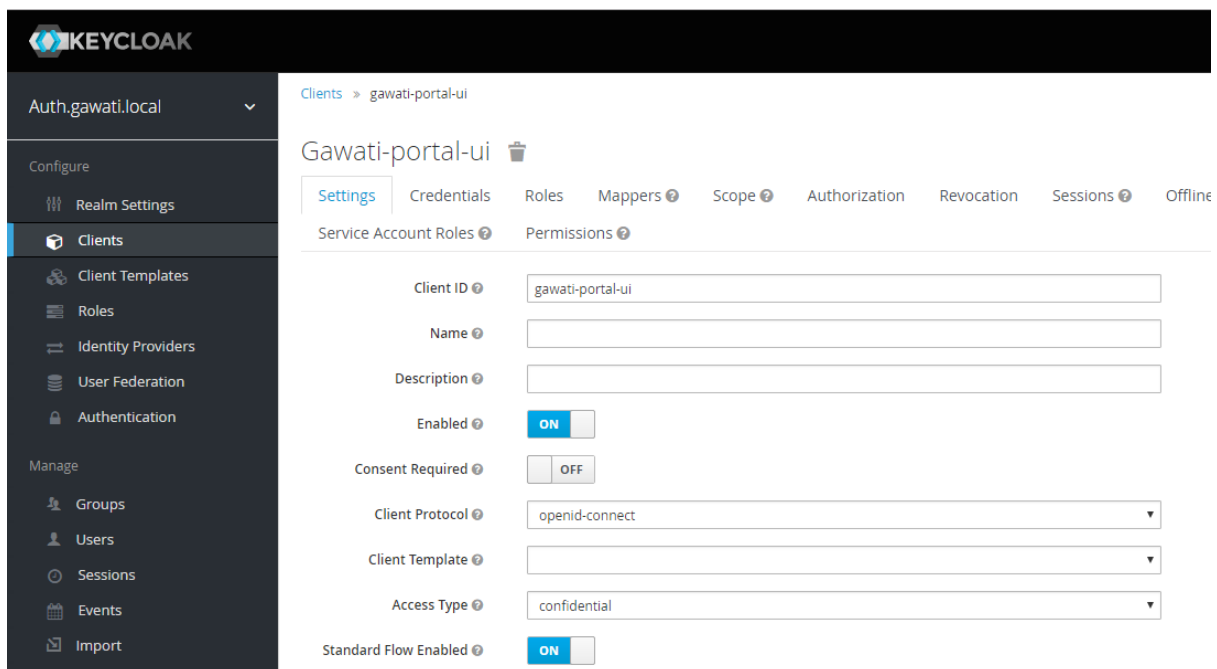 KEYCLOAK
Auth.gawati.local
Configure
Realm Settings
Clients
Client Templates
Roles
Identity Providers
User Federation
Authentication
Manage
Groups
Users
Sessions
Events
Import
Clients » gawati-portal-ui
Gawati-portal-ui
Settings Credentials Roles Mappers Scope Authorization Revocation Sessions Offline
Service Account Roles Permissions
Client ID gawati-portal-ui
Name
Description
Enabled ON
Consent Required OFF
Client Protocol openid-connect
Client Template
Access Type confidential
Standard Flow Enabled ON